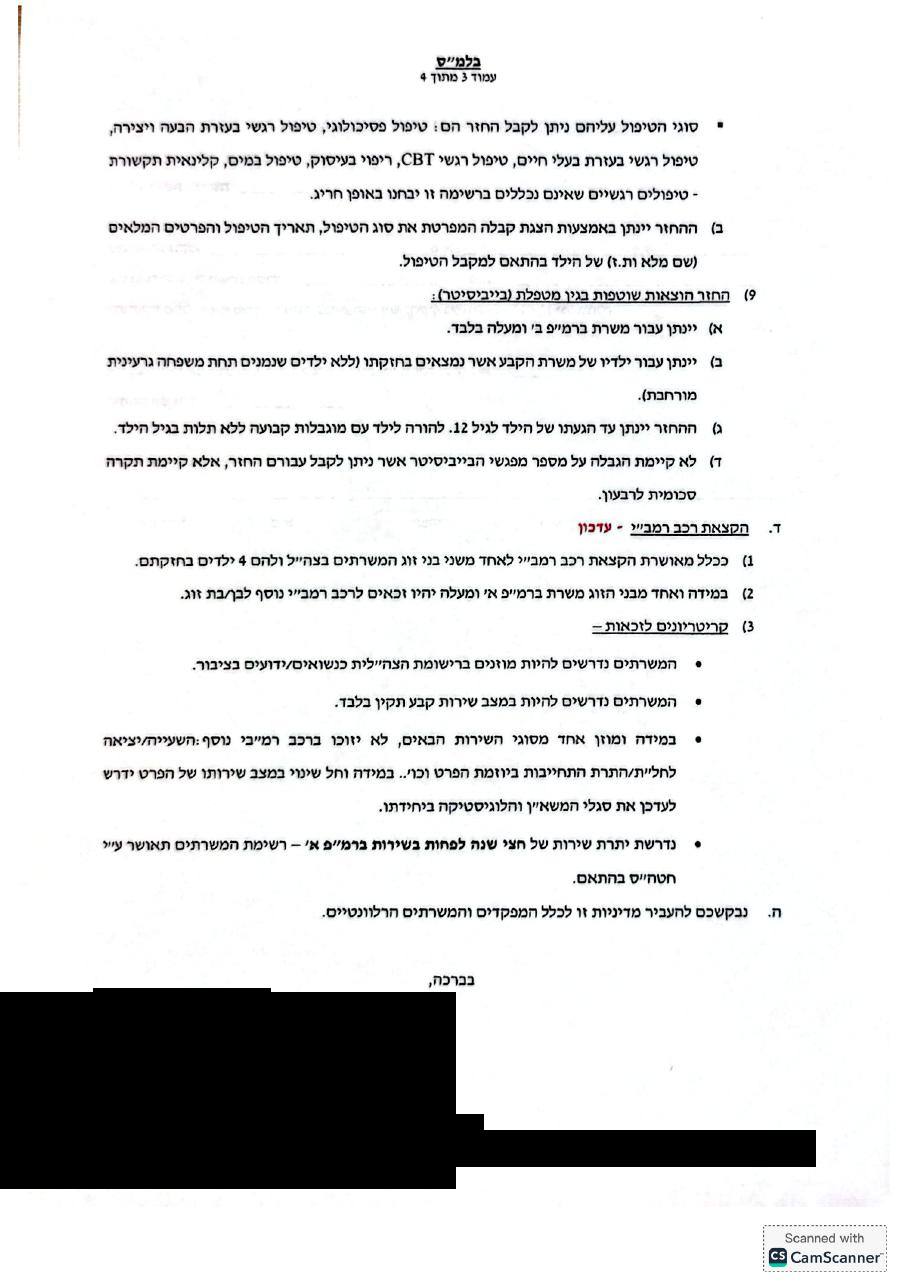 בלמ"ס
עמוד 3 מתוך 4
▪ סוגי הטיפול עליהם ניתן לקבל החזר הם: טיפול פסיכולוגי, טיפול רגשי בעזרת הבעה ויצירה,
טיפול רגשי בעזרת בעלי חיים, טיפול רגשי CBT, ריפוי בעיסוק, טיפול במים, קלינאית תקשורת
- טיפולים רגשיים שאינם נכללים ברשימה זו יבחנו באופן חריג.
ב) ההחזר יינתן באמצעות הצגת קבלה המפרטת את סוג הטיפול, תאריך הטיפול והפרטים המלאים
(שם מלא ות.ז) של הילד בהתאם למקבל הטיפול.
9) החזר הוצאות שוטפות בגין מטפלת (בייביסיטר):
א) יינתן עבור משרת ברמ"פ ב' ומעלה בלבד.
ב) יינתן עבור ילדיו של משרת הקבע אשר נמצאים בחזקתו (ללא ילדים שנמנים תחת משפחה גרעינית
מורחבת).
ג) ההחזר יינתן עד הגעתו של הילד לגיל 12. להורה לילד עם מוגבלות קבועה ללא תלות בגיל הילד.
ד) לא קיימת הגבלה על מספר מפגשי הבייביסיטר אשר ניתן לקבל עבורם החזר, אלא קיימת תקרה
סכומית לרבעון.
ד. הקצאת רכב רמב"י - עדכון
1) ככלל מאושרת הקצאת רכב רמב"י לאחד משני בני זוג המשרתים בצה"ל ולהם 4 ילדים בחזקתם.
2) במידה ואחד מבני הזוג משרת ברמ"פ א' ומעלה יהיו זכאים לרכב רמב"י נוסף לבן/בת זוג.
3) קריטריונים לזכאות –
• המשרתים נדרשים להיות מוזנים ברישומת הצה"לית כנשואים/ידועים בציבור.
• המשרתים נדרשים להיות במצב שירות קבע תקין בלבד.
• במידה ומוזן אחד מסוגי השירות הבאים, לא יזוכו ברכב רמ"בי נוסף:השעייה/יציאה
לחל"ת/התרת התחייבות ביוזמת הפרט וכו'.. במידה וחל שינוי במצב שירותו של הפרט ידרש
לעדכן את סגלי המשא"ן והלוגיסטיקה ביחידתו.
• נדרשת יתרת שירות של חצי שנה לפחות בשירות ברמ"פ א' – רשימת המשרתים תאושר ע"י
חטה"ס בהתאם.
ה. נבקשכם להעביר מדיניות זו לכלל המפקדים והמשרתים הרלוונטיים.
בברכה,
Scanned with
CS CamScanner